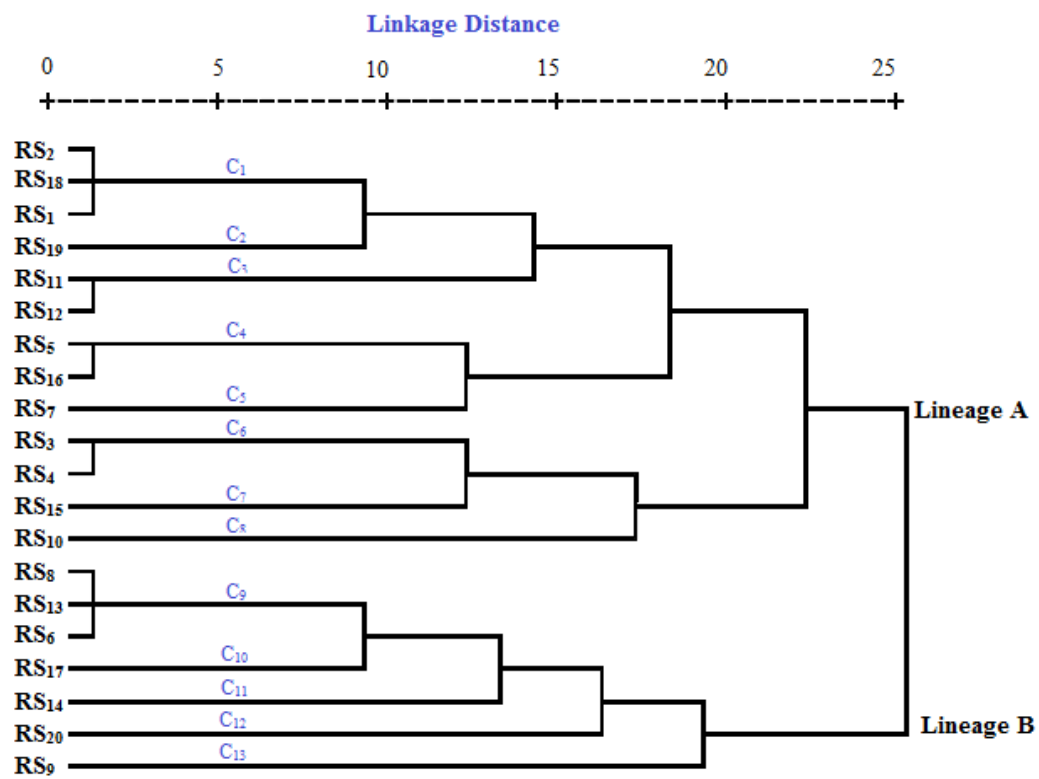 Linkage Distance
0 5 10 15 20 25
RS₂
C₁
RS₁₈
RS₁
C₂
RS₁₉
C₃
RS₁₁
RS₁₂
C₄
RS₅
RS₁₆
C₅
RS₇
Lineage A
C₆
RS₃
RS₄
C₇
RS₁₅
C₈
RS₁₀
RS₈
C₉
RS₁₃
RS₆
C₁₀
RS₁₇
C₁₁
RS₁₄
C₁₂
Lineage B
RS₂₀
C₁₃
RS₉